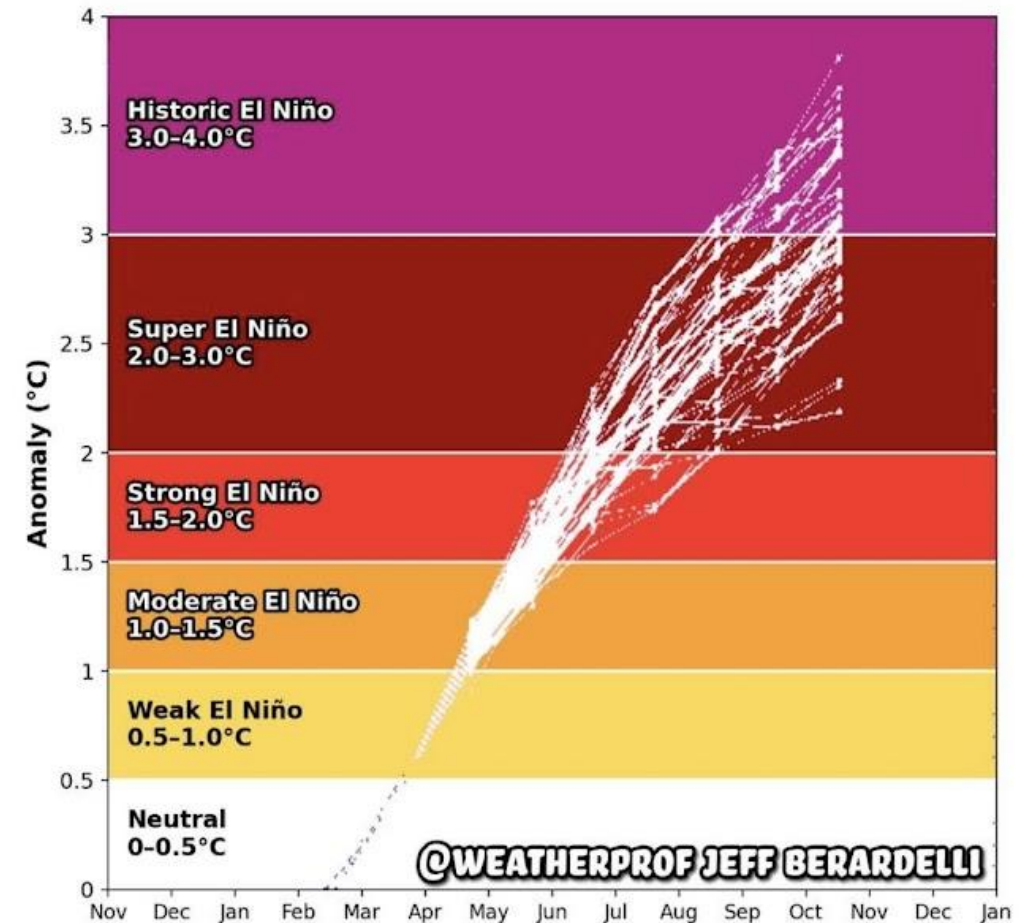 4
Historic El Niño
3.0–4.0°C
3.5
3
Super El Niño
2.0–3.0°C
2.5
Anomaly (°C)
2
Strong El Niño
1.5–2.0°C
1.5
Moderate El Niño
1.0–1.5°C
1
Weak El Niño
0.5–1.0°C
0.5
Neutral
0–0.5°C
@WEATHERPROF JEFF BERARDELLI
0
Nov Dec Jan Feb Mar Apr May Jun Jul Aug Sep Oct Nov Dec Jan